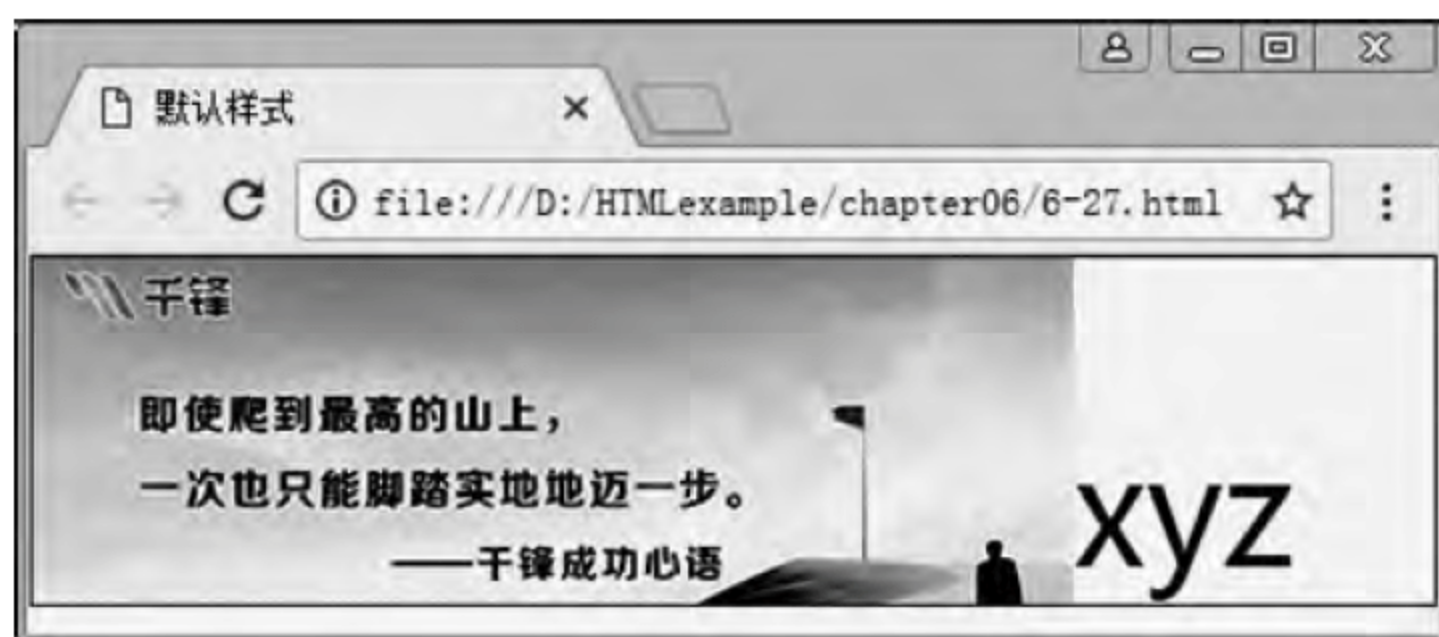 默认样式
file:///D:/HTMLexample/chapter06/6-27.html
千锋
即使爬到最高的山上，
一次也只能脚踏实地地迈一步。
——千锋成功心语
xyz